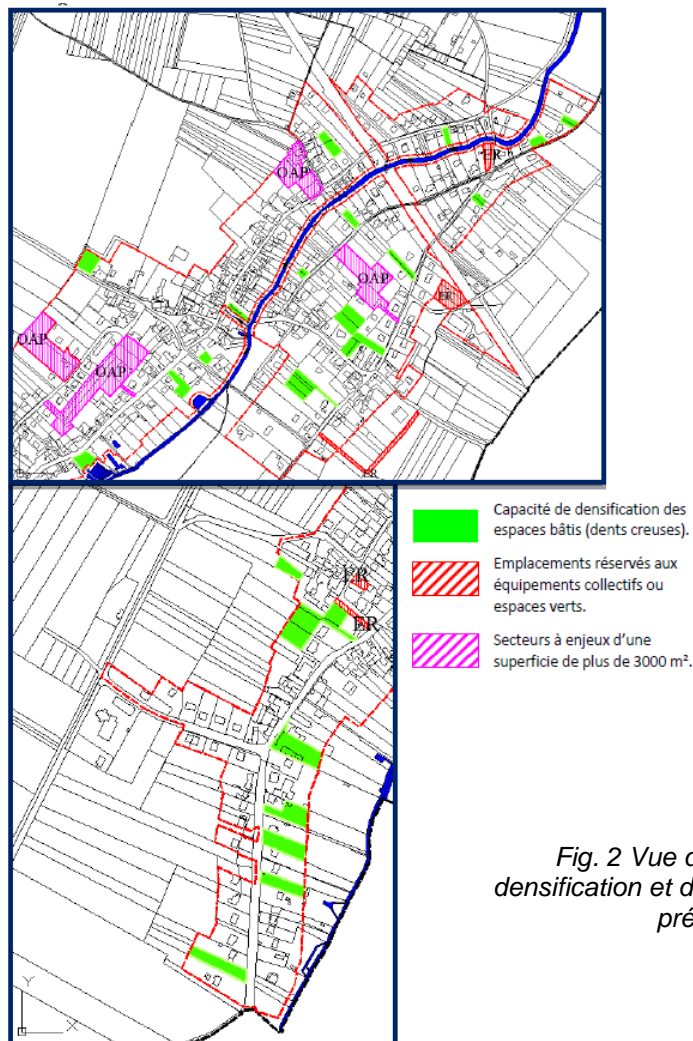 OAP
ER
OAP
ER
OAP
OAP
ER
ER
ER
Y
X
Capacité de densification des
espaces bâtis (dents creuses).
Emplacements réservés aux
équipements collectifs ou
espaces verts.
Secteurs à enjeux d'une
superficie de plus de 3000 m².
Fig. 2 Vue
densification et d
pré